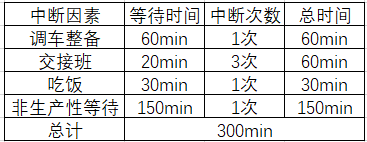 中断因素 等待时间 中断次数 总时间
调车整备 60min 1次 60min
交接班 20min 3次 60min
吃饭 30min 1次 30min
非生产性等待 150min 1次 150min
总计 300min